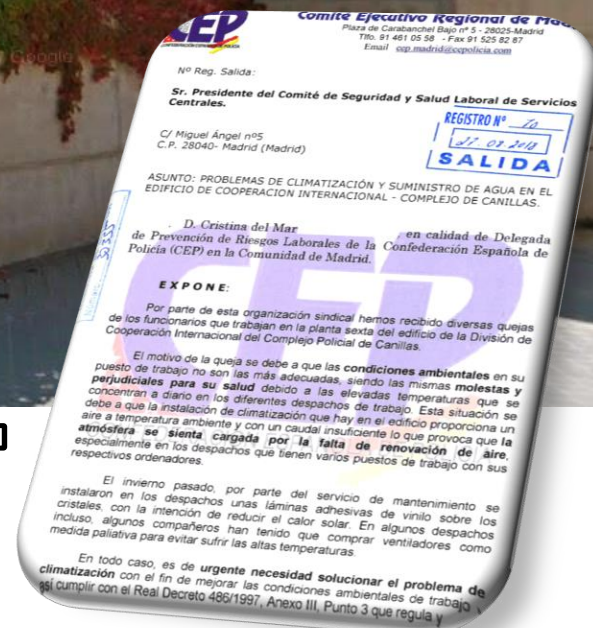 Google
CEP
CONFEDERACIÓN ESPAÑOLA DE POLICÍA
Comité Ejecutivo Regional de
Plaza de Carabanchel Bajo nº 5 - 28025-Madrid
Tlfo. 91 461 05 58 - Fax 91 525 82 87
Email cep.madrid@cepolicia.com
Nº Reg. Salida:
Sr. Presidente del Comité de Seguridad y Salud Laboral de Servicios
Centrales.
REGISTRO Nº 70
27.08.2018
SALIDA
C/ Miguel Ángel nº5
C.P. 28040- Madrid (Madrid)
ASUNTO: PROBLEMAS DE CLIMATIZACIÓN Y SUMINISTRO DE AGUA EN EL
EDIFICIO DE COOPERACION INTERNACIONAL - COMPLEJO DE CANILLAS.
. D. Cristina del Mar en calidad de Delegada
de Prevención de Riesgos Laborales de la Confederación Española de
Policía (CEP) en la Comunidad de Madrid.
E X P O N E:
Por parte de esta organización sindical hemos recibido diversas quejas
de los funcionarios que trabajan en la planta sexta del edificio de la División de
Cooperación Internacional del Complejo Policial de Canillas.
El motivo de la queja se debe a que las condiciones ambientales en su
puesto de trabajo no son las más adecuadas, siendo las mismas molestas y
perjudiciales para su salud debido a las elevadas temperaturas que se
concentran a diario en los diferentes despachos de trabajo. Esta situación se
debe a que la instalación de climatización que hay en el edificio proporciona un
aire a temperatura ambiente y con un caudal insuficiente lo que provoca que la
atmósfera se sienta cargada por la falta de renovación de aire,
especialmente en los despachos que tienen varios puestos de trabajo con sus
respectivos ordenadores.
El invierno pasado, por parte del servicio de mantenimiento se
instalaron en los despachos unas láminas adhesivas de vinilo sobre los
cristales, con la intención de reducir el calor solar. En algunos despachos
incluso, algunos compañeros han tenido que comprar ventiladores como
medida paliativa para evitar sufrir las altas temperaturas.
En todo caso, es de urgente necesidad solucionar el problema de
climatización con el fin de mejorar las condiciones ambientales de trabajo y
así cumplir con el Real Decreto 486/1997, Anexo III, Punto 3 que regula y